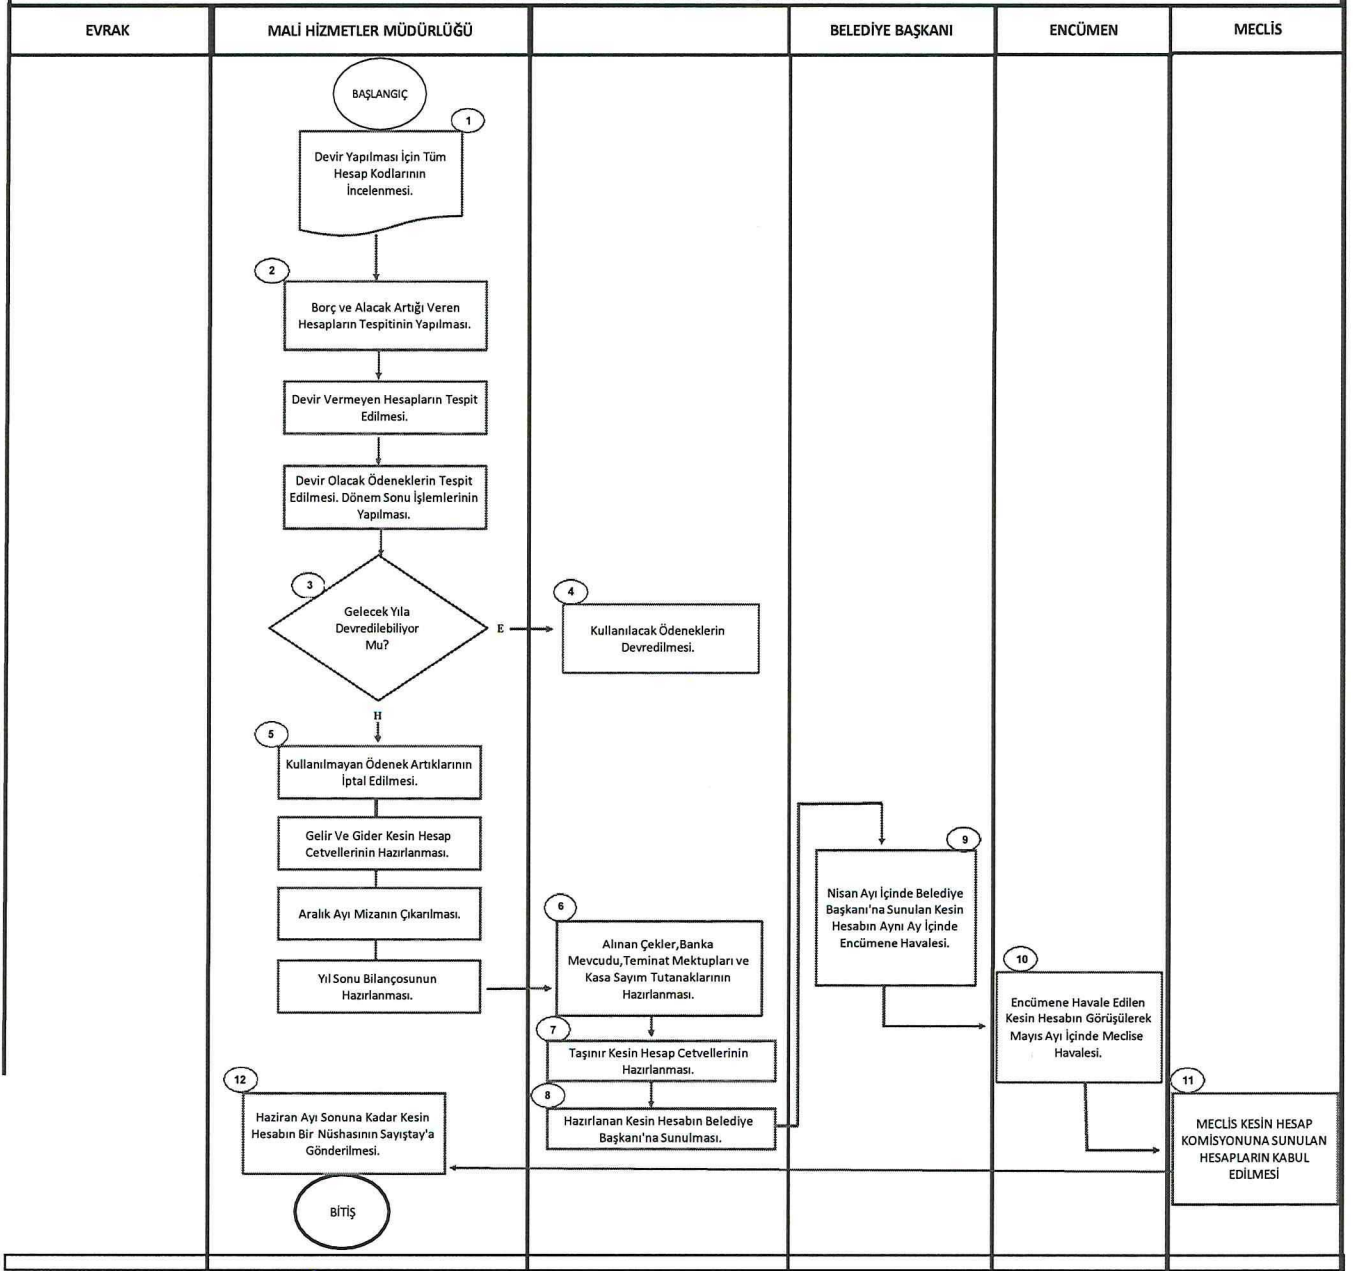 EVRAK
MALİ HİZMETLER MÜDÜRLÜĞÜ
BELEDİYE BAŞKANI
ENCÜMEN
MECLİS
BAŞLANGIÇ
1
Devir Yapılması İçin Tüm
Hesap Kodlarının
İncelenmesi.
2
Borç ve Alacak Artığı Veren
Hesapların Tespitinin Yapılması.
Devir Vermeyen Hesapların Tespit
Edilmesi.
Devir Olacak Ödeneklerin Tespit
Edilmesi. Dönem Sonu İşlemlerinin
Yapılması.
3
Gelecek Yıla
Devredilebiliyor
Mu?
E
4
Kullanılacak Ödeneklerin
Devredilmesi.
H
5
Kullanılmayan Ödenek Artıklarının
İptal Edilmesi.
Gelir Ve Gider Kesin Hesap
Cetvellerinin Hazırlanması.
Aralık Ayı Mizanın Çıkarılması.
Yıl Sonu Bilançosunun
Hazırlanması.
6
Alınan Çekler,Banka
Mevcudu,Teminat Mektupları ve
Kasa Sayım Tutanaklarının
Hazırlanması.
7
Taşınır Kesin Hesap Cetvellerinin
Hazırlanması.
8
Hazırlanan Kesin Hesabın Belediye
Başkanı'na Sunulması.
9
Nisan Ayı İçinde Belediye
Başkanı'na Sunulan Kesin
Hesabın Aynı Ay İçinde
Encümene Havalesi.
10
Encümene Havale Edilen
Kesin Hesabın Görüşülerek
Mayıs Ayı İçinde Meclise
Havalesi.
11
MECLİS KESİN HESAP
KOMİSYONUNA SUNULAN
HESAPLARIN KABUL
EDİLMESİ
12
Haziran Ayı Sonuna Kadar Kesin
Hesabın Bir Nüshasının Sayıştay'a
Gönderilmesi.
BİTİŞ